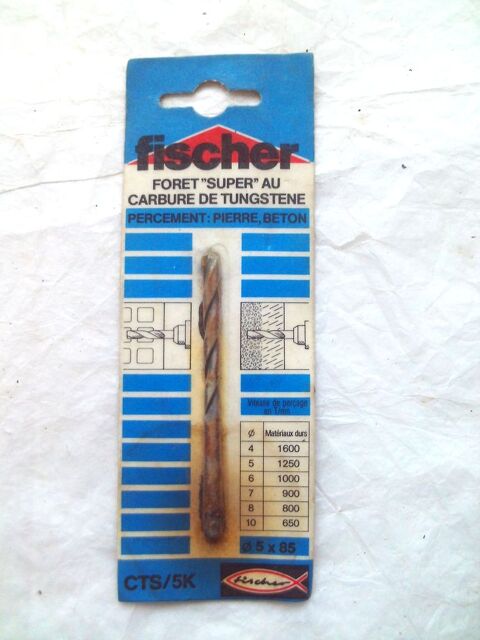 fischer
FORET "SUPER" AU
CARBURE DE TUNGSTENE
PERCEMENT: PIERRE, BETON
Vitesse de perçage
en T/mn
Ø Matériaux durs
4 1600
5 1250
6 1000
7 900
8 800
10 650
Ø 5 x 85
CTS/5K
fischer